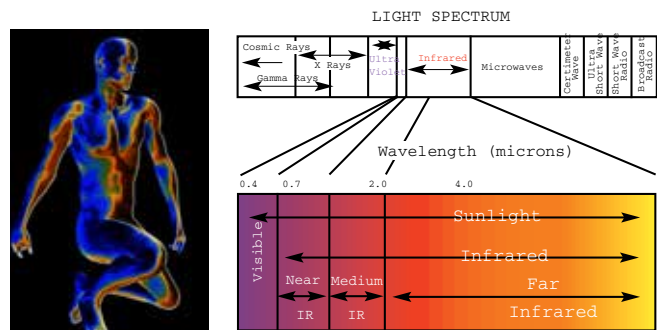 LIGHT SPECTRUM
Cosmic Rays
X Rays
Gamma Rays
Ultra
Violet
Infrared
Microwaves
Certimeter
Wave
Ultra
Short Wave
Short Wave
Radio
Broadcast
Radio
Wavelength (microns)
0.4 0.7 2.0 4.0
Visible
Sunlight
Infrared
Near
IR
Medium
IR
Far
Infrared